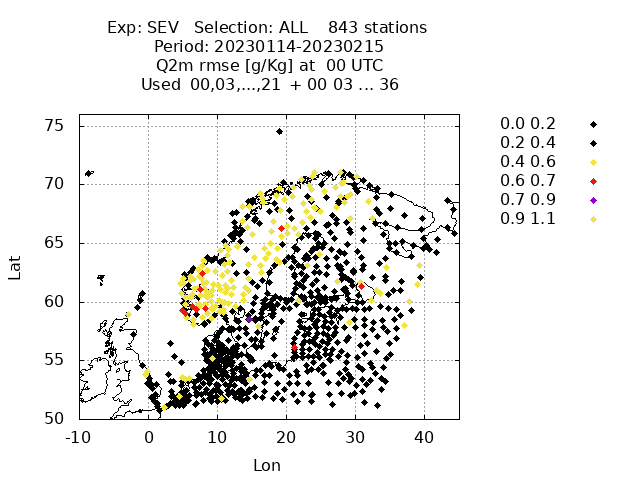 Exp: SEV   Selection: ALL    843 stations
Period: 20230114-20230215
Q2m rmse [g/Kg] at  00 UTC
Used  00,03,...,21  + 00 03 ... 36
75
70
65
60
55
50
Lat
-10 0 10 20 30 40
Lon
0.0 0.2
0.2 0.4
0.4 0.6
0.6 0.7
0.7 0.9
0.9 1.1